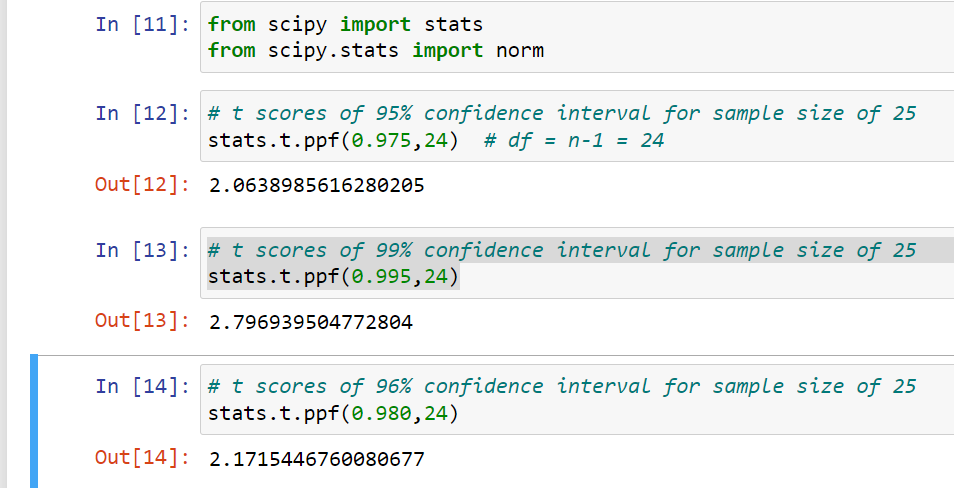 In [11]: from scipy import stats
from scipy.stats import norm
In [12]: # t scores of 95% confidence interval for sample size of 25
stats.t.ppf(0.975,24)  # df = n-1 = 24
Out[12]: 2.0638985616280205
In [13]: # t scores of 99% confidence interval for sample size of 25
stats.t.ppf(0.995,24)
Out[13]: 2.796939504772804
In [14]: # t scores of 96% confidence interval for sample size of 25
stats.t.ppf(0.980,24)
Out[14]: 2.1715446760080677